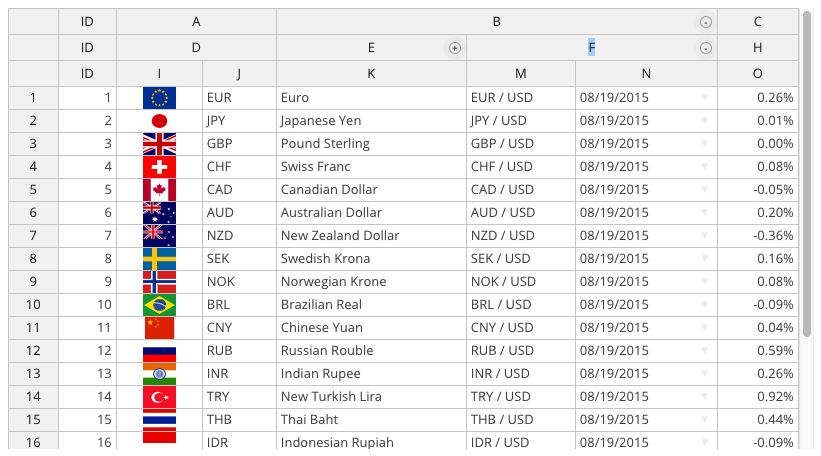 ID A B - C
ID D E + F - H
ID I J K M N O
1 1 EUR Euro EUR / USD 08/19/2015 ▼ 0.26%
2 2 JPY Japanese Yen JPY / USD 08/19/2015 ▼ 0.01%
3 3 GBP Pound Sterling GBP / USD 08/19/2015 ▼ 0.00%
4 4 CHF Swiss Franc CHF / USD 08/19/2015 ▼ 0.08%
5 5 CAD Canadian Dollar CAD / USD 08/19/2015 ▼ -0.05%
6 6 AUD Australian Dollar AUD / USD 08/19/2015 ▼ 0.20%
7 7 NZD New Zealand Dollar NZD / USD 08/19/2015 ▼ -0.36%
8 8 SEK Swedish Krona SEK / USD 08/19/2015 ▼ 0.16%
9 9 NOK Norwegian Krone NOK / USD 08/19/2015 ▼ 0.08%
10 10 BRL Brazilian Real BRL / USD 08/19/2015 ▼ -0.09%
11 11 CNY Chinese Yuan CNY / USD 08/19/2015 ▼ 0.04%
12 12 RUB Russian Rouble RUB / USD 08/19/2015 ▼ 0.59%
13 13 INR Indian Rupee INR / USD 08/19/2015 ▼ 0.26%
14 14 TRY New Turkish Lira TRY / USD 08/19/2015 ▼ 0.92%
15 15 THB Thai Baht THB / USD 08/19/2015 ▼ 0.44%
16 16 IDR Indonesian Rupiah IDR / USD 08/19/2015 ▼ -0.09%